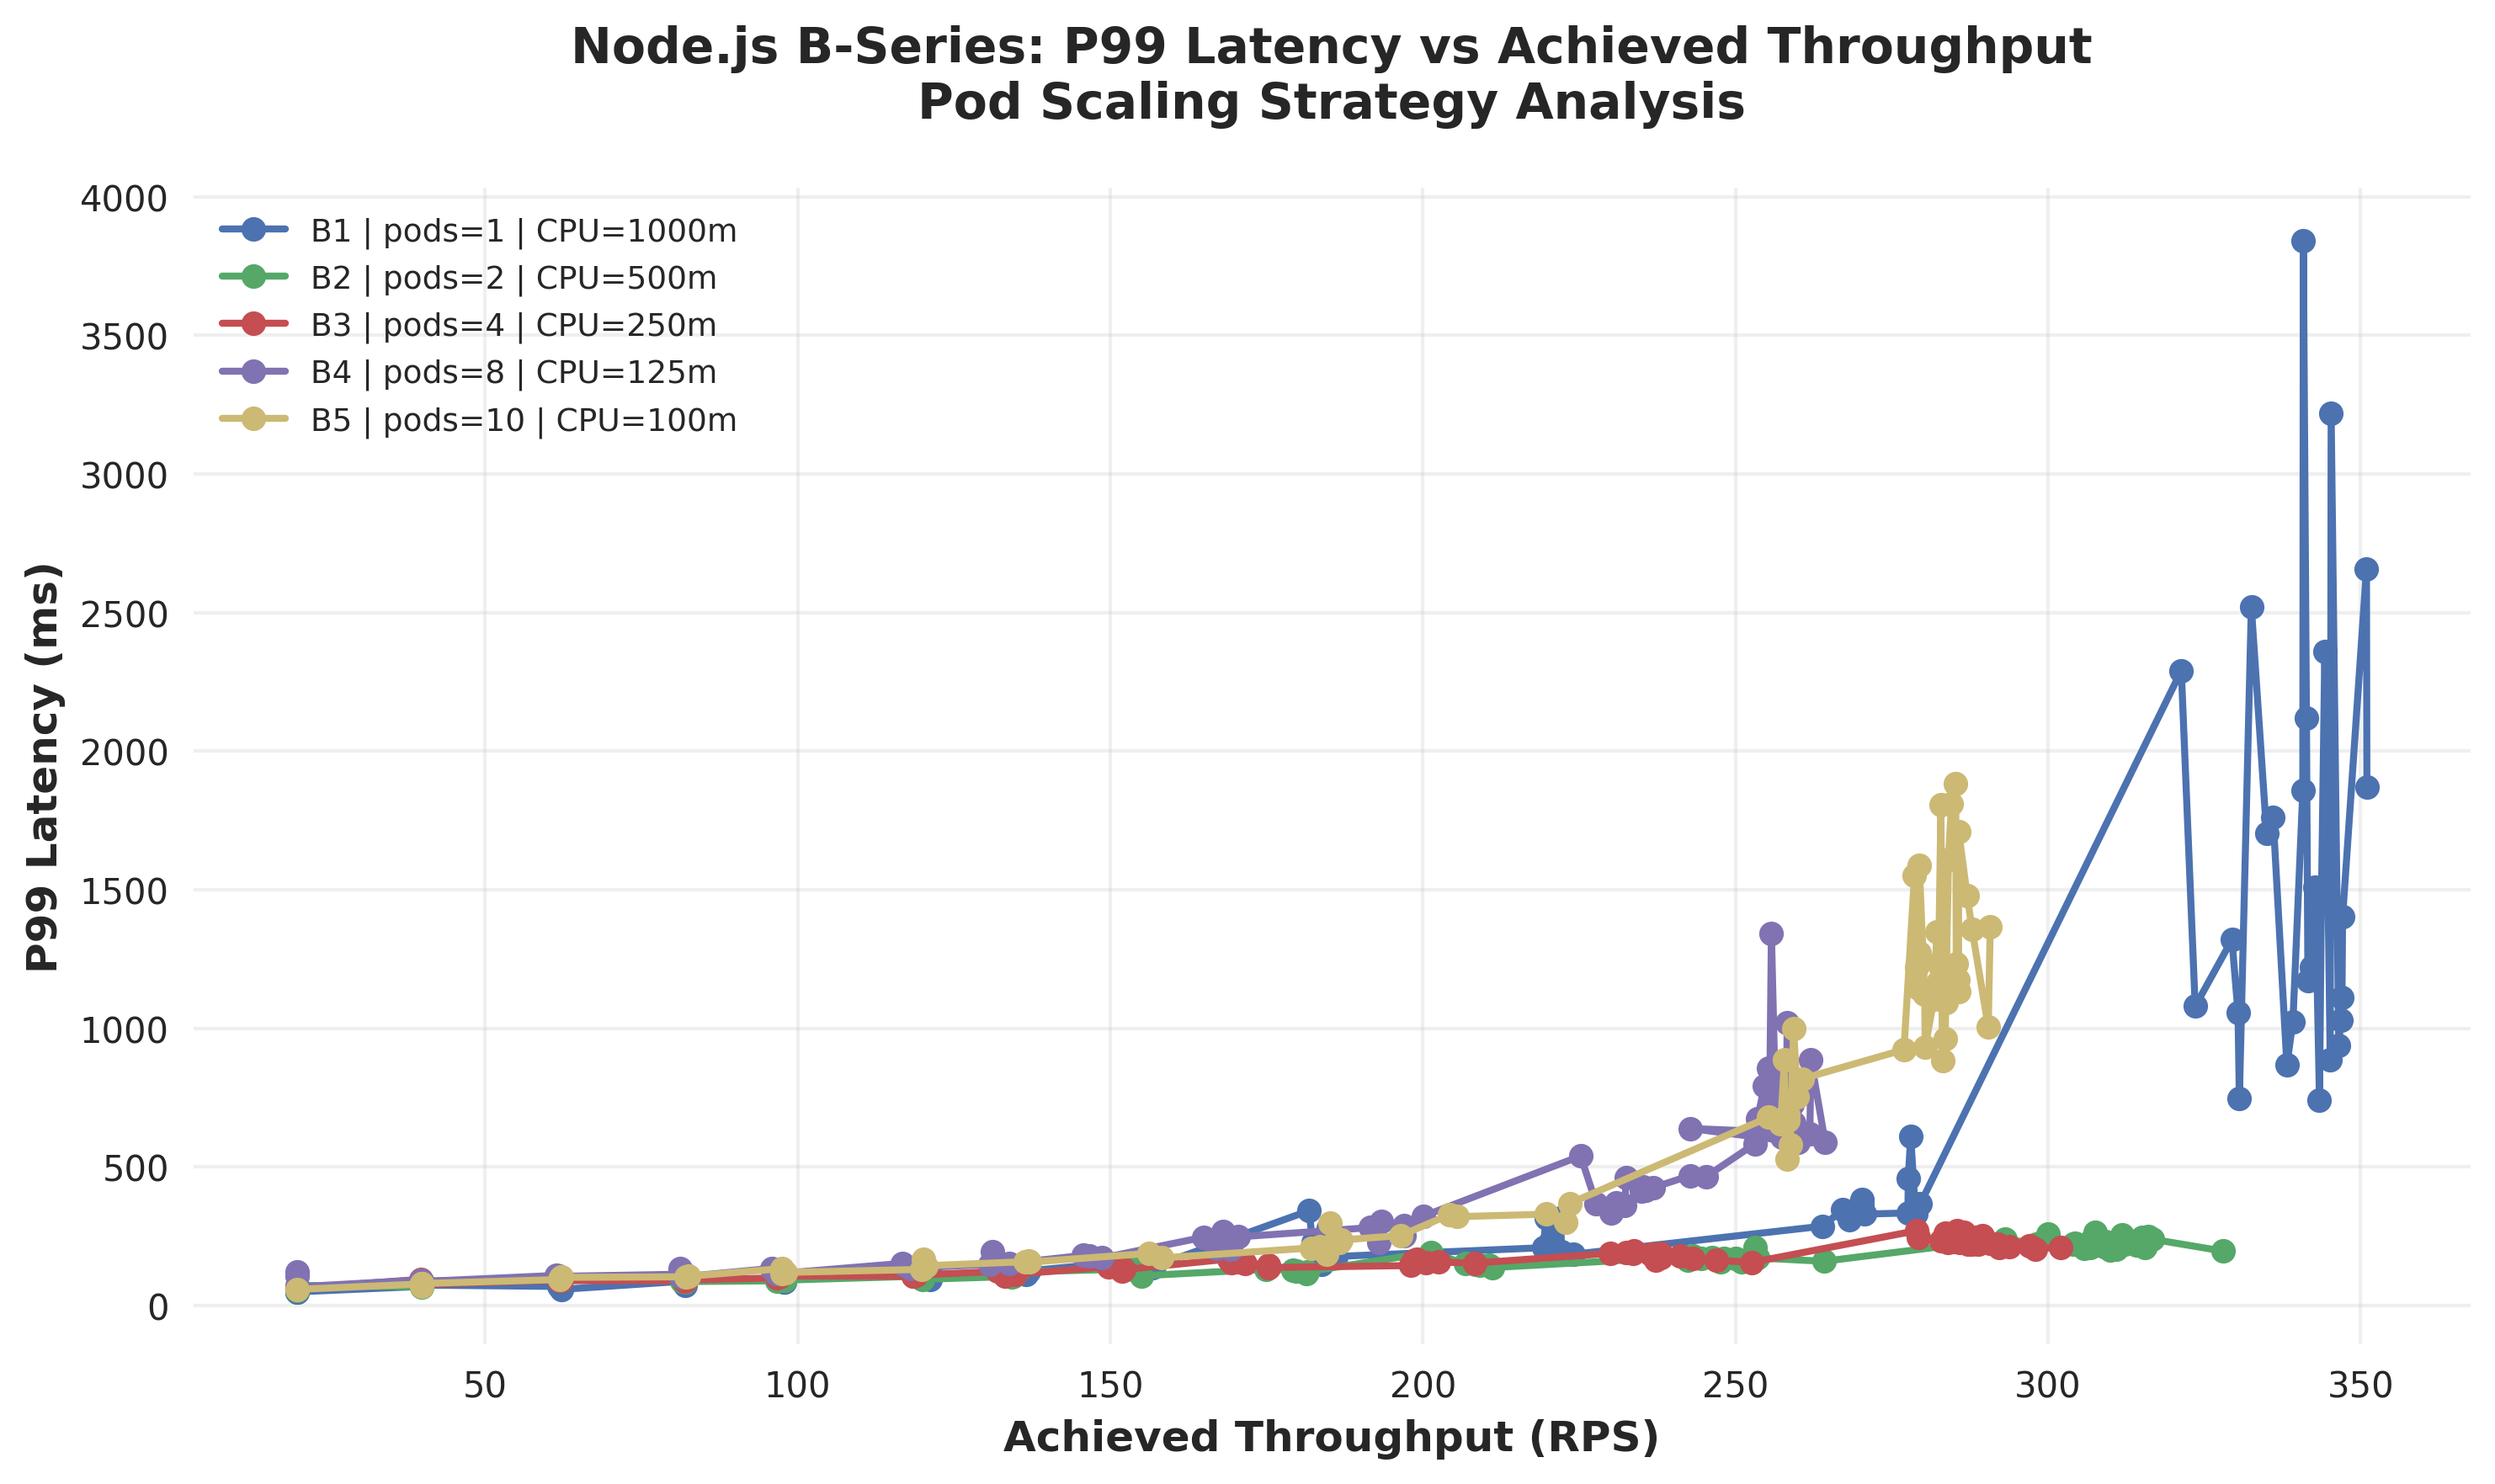 Node.js B-Series: P99 Latency vs Achieved Throughput
Pod Scaling Strategy Analysis
4000
3500
3000
2500
2000
1500
1000
500
0
P99 Latency (ms)
B1 | pods=1 | CPU=1000m
B2 | pods=2 | CPU=500m
B3 | pods=4 | CPU=250m
B4 | pods=8 | CPU=125m
B5 | pods=10 | CPU=100m
50 100 150 200 250 300 350
Achieved Throughput (RPS)